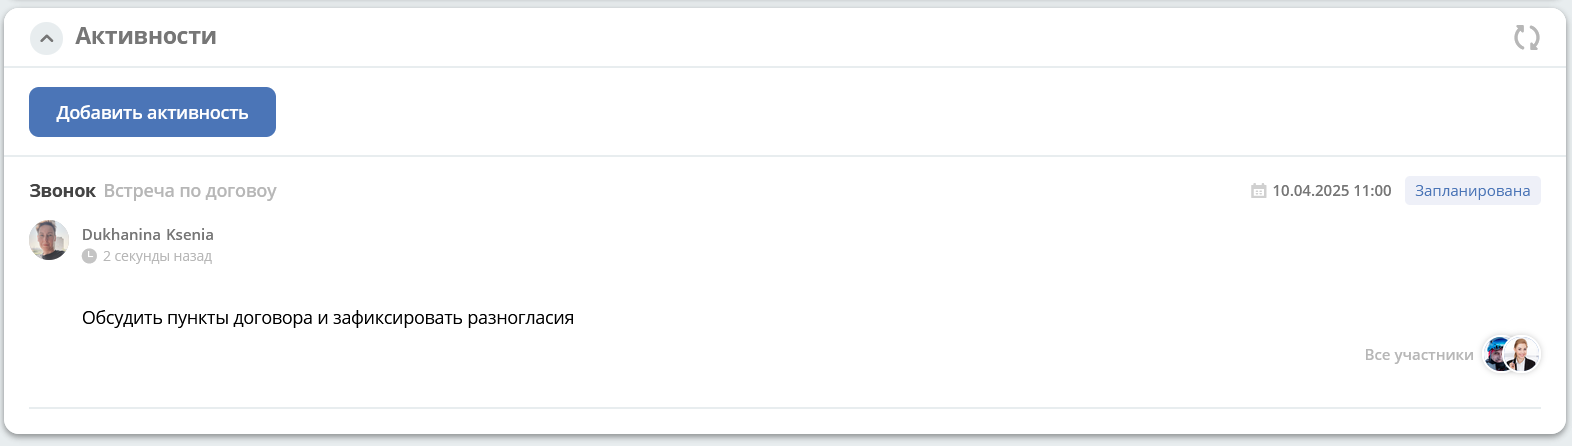 Активности
Добавить активность
Звонок Встреча по договоу 10.04.2025 11:00 Запланирована
Dukhanina Ksenia
2 секунды назад
Обсудить пункты договора и зафиксировать разногласия
Все участники